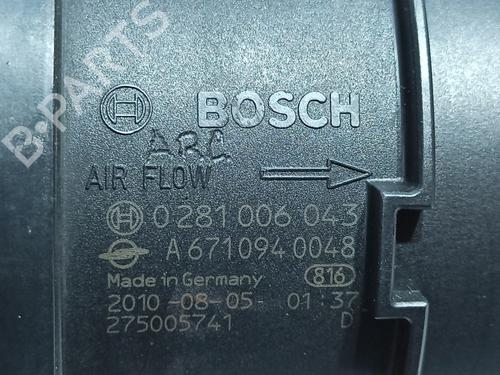 BOSCH
ARC
AIR FLOW
0 281 006 043
A 671 094 0048
Made in Germany 816
2010-08-05 01:37
275005741 D
B-PARTS